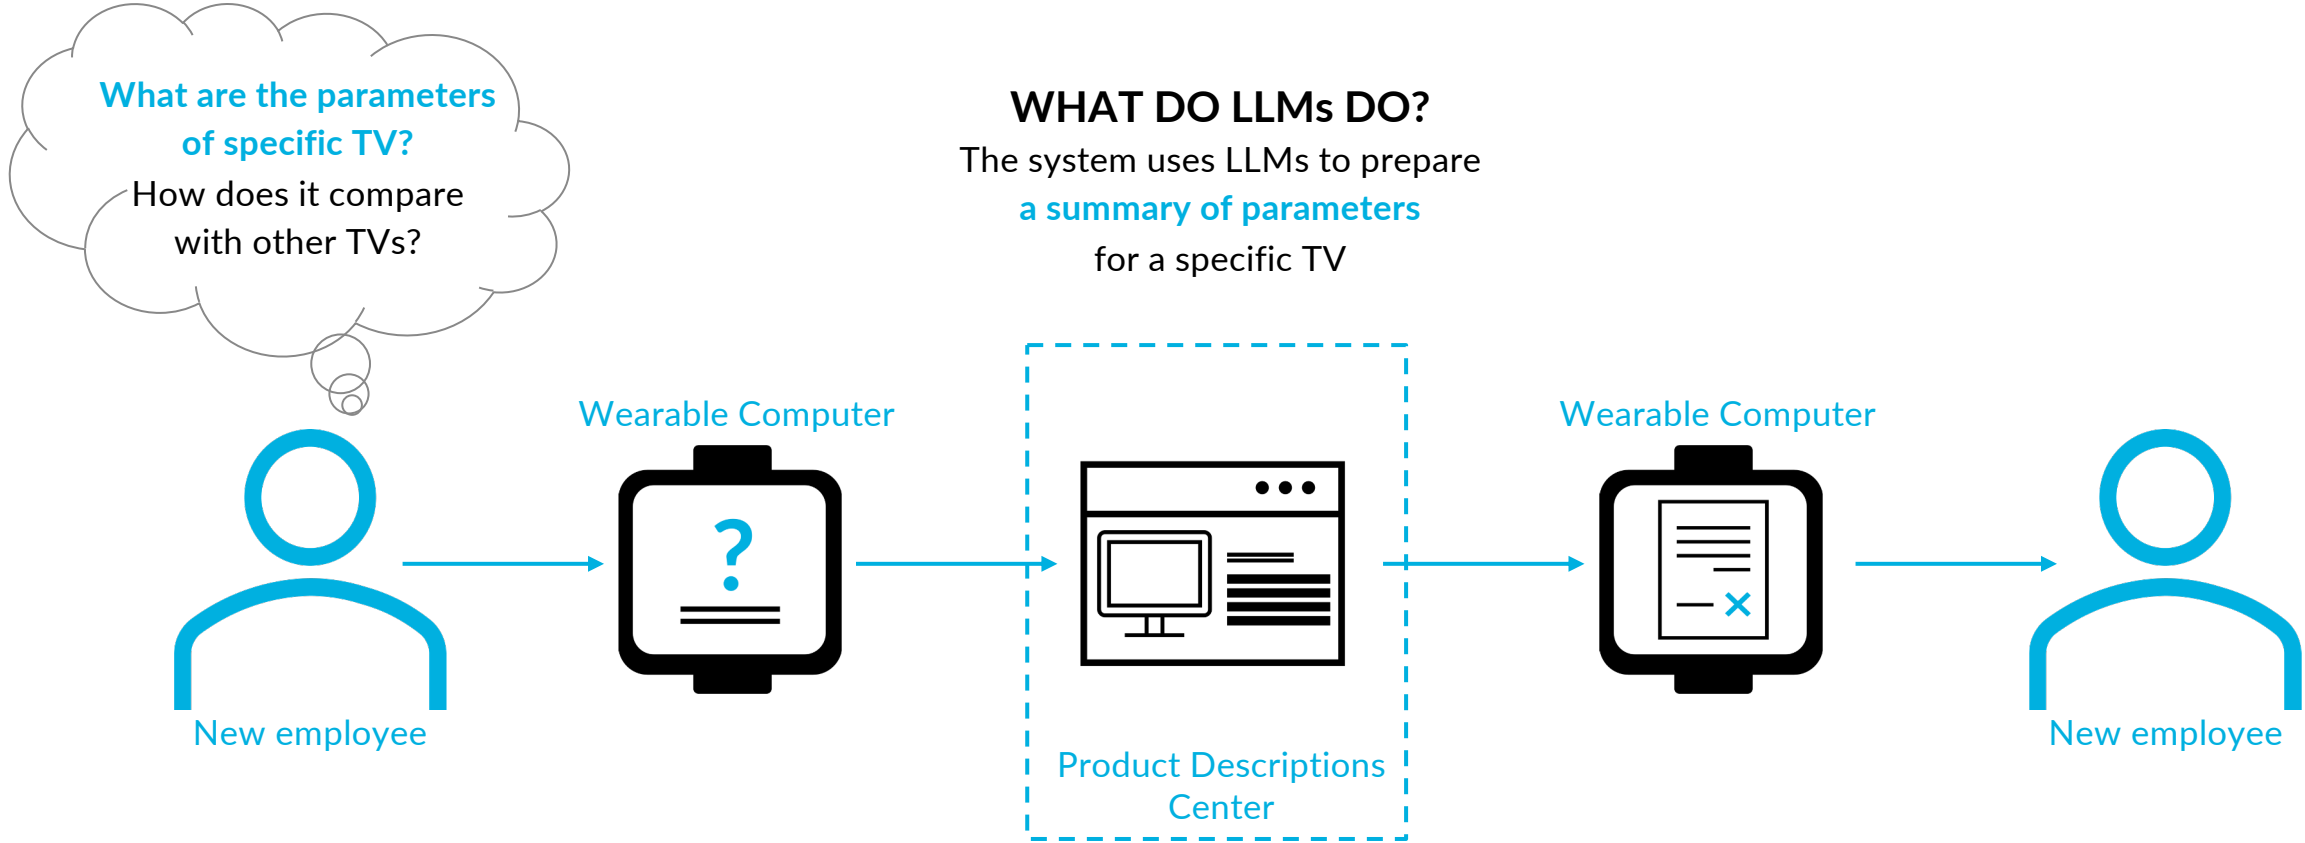 What are the parameters
of specific TV?
How does it compare
with other TVs?
WHAT DO LLMs DO?
The system uses LLMs to prepare
a summary of parameters
for a specific TV
Wearable Computer
?
Wearable Computer
New employee
Product Descriptions
Center
New employee